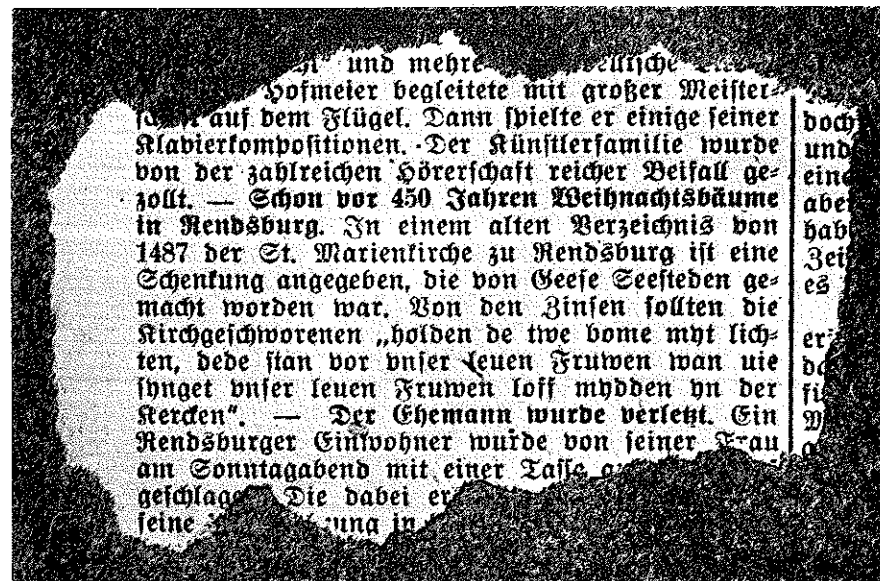 und mehre
Hofmeier begleitete mit großer Meister-
auf dem Flügel. Dann spielte er einige seiner
Klavierkompositionen. Der Künstlerfamilie wurde
von der zahlreichen Hörerschaft reicher Beifall ge-
zollt. — Schon vor 450 Jahren Weihnachtsbäume
in Rendsburg. In einem alten Verzeichnis von
1487 der St. Marienkirche zu Rendsburg ist eine
Schenkung angegeben, die von Geese Seesteden ge-
macht worden war. Von den Zinsen sollten die
Kirchgeschworenen „holden de twe bome myt lich-
ten, dede stan vor vnser leuen Fruwen wan uie
synget vnser leuen Fruwen loff mydden yn der
Kercken“. — Der Ehemann wurde verletzt. Ein
Rendsburger Einwohner wurde von seiner Frau
am Sonntagabend mit einer Tasse
geschlagen Die dabei er
seine in
doch
und
eine
aber
hab
Zei
es
er